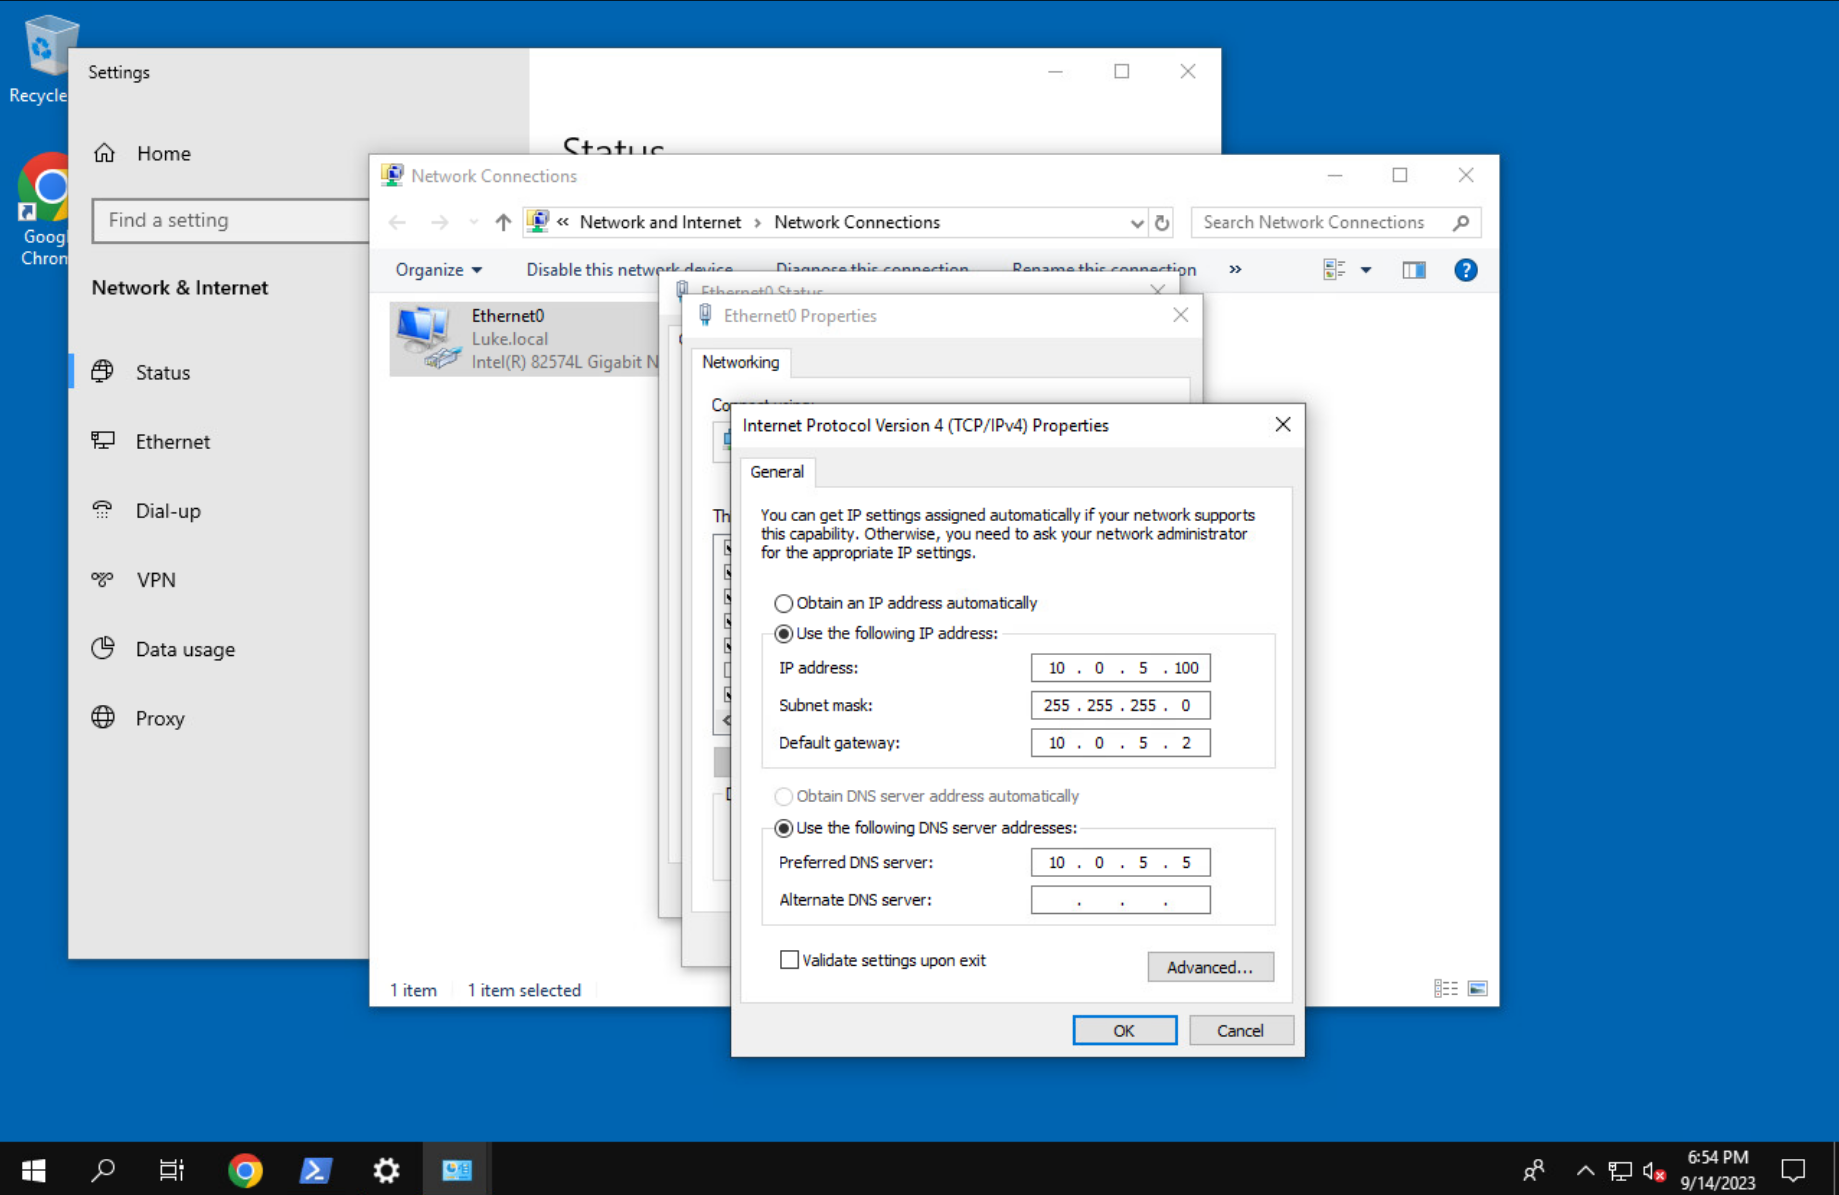 Recycle
Googl
Chron
Settings
Home
Find a setting
Network & Internet
Status
Ethernet
Dial-up
VPN
Data usage
Proxy
Status
Network Connections
« Network and Internet > Network Connections
Search Network Connections
Organize
Disable this network device
Diagnose this connection
Rename this connection
»
Ethernet0
Luke.local
Intel(R) 82574L Gigabit N
1 item
1 item selected
Ethernet0 Status
Ethernet0 Properties
Networking
Connect using:
Th
Internet Protocol Version 4 (TCP/IPv4) Properties
General
You can get IP settings assigned automatically if your network supports
this capability. Otherwise, you need to ask your network administrator
for the appropriate IP settings.
Obtain an IP address automatically
Use the following IP address:
IP address: 10 . 0 . 5 . 100
Subnet mask: 255 . 255 . 255 . 0
Default gateway: 10 . 0 . 5 . 2
Obtain DNS server address automatically
Use the following DNS server addresses:
Preferred DNS server: 10 . 0 . 5 . 5
Alternate DNS server: . . .
Validate settings upon exit
Advanced...
OK
Cancel
6:54 PM
9/14/2023